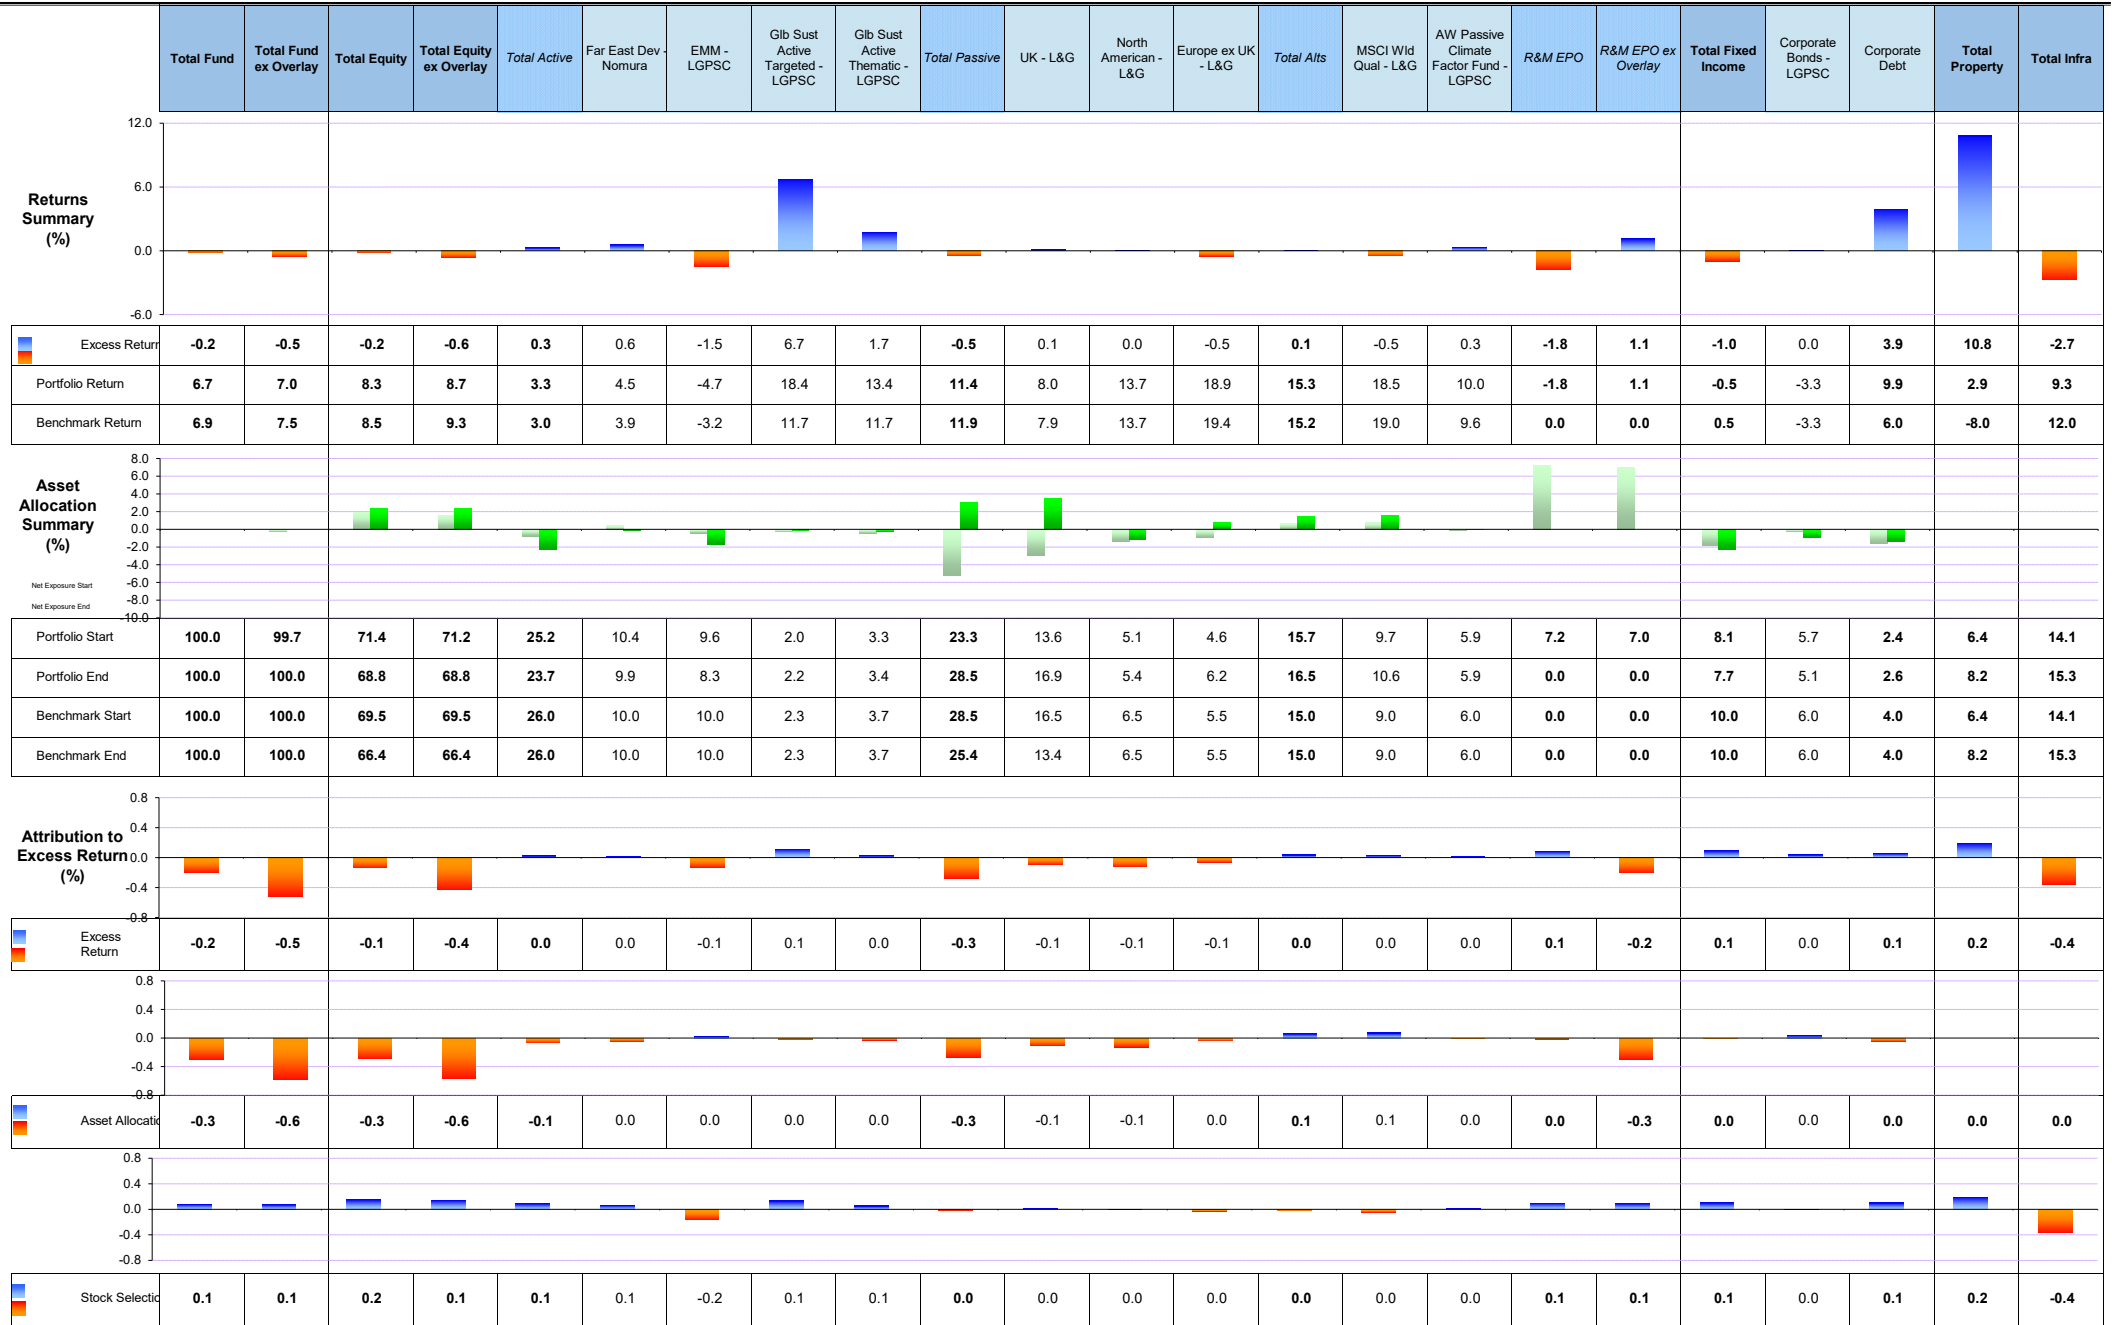 Total Fund
Total Fund ex Overlay
Total Equity
Total Equity ex Overlay
Total Active
Far East Dev - Nomura
EMM - LGPSC
Glb Sust Active Targeted - LGPSC
Glb Sust Active Thematic - LGPSC
Total Passive
UK - L&G
North American - L&G
Europe ex UK - L&G
Total Alts
MSCI Wld Qual - L&G
AW Passive Climate Factor Fund - LGPSC
R&M EPO
R&M EPO ex Overlay
Total Fixed Income
Corporate Bonds - LGPSC
Corporate Debt
Total Property
Total Infra
Returns Summary (%)
12.0
6.0
0.0
-6.0
Excess Return -0.2 -0.5 -0.2 -0.6 0.3 0.6 -1.5 6.7 1.7 -0.5 0.1 0.0 -0.5 0.1 -0.5 0.3 -1.8 1.1 -1.0 0.0 3.9 10.8 -2.7
Portfolio Return 6.7 7.0 8.3 8.7 3.3 4.5 -4.7 18.4 13.4 11.4 8.0 13.7 18.9 15.3 18.5 10.0 -1.8 1.1 -0.5 -3.3 9.9 2.9 9.3
Benchmark Return 6.9 7.5 8.5 9.3 3.0 3.9 -3.2 11.7 11.7 11.9 7.9 13.7 19.4 15.2 19.0 9.6 0.0 0.0 0.5 -3.3 6.0 -8.0 12.0
Asset Allocation Summary (%)
8.0
6.0
4.0
2.0
0.0
-2.0
-4.0
-6.0
-8.0
-10.0
Net Exposure Start
Net Exposure End
Portfolio Start 100.0 99.7 71.4 71.2 25.2 10.4 9.6 2.0 3.3 23.3 13.6 5.1 4.6 15.7 9.7 5.9 7.2 7.0 8.1 5.7 2.4 6.4 14.1
Portfolio End 100.0 100.0 68.8 68.8 23.7 9.9 8.3 2.2 3.4 28.5 16.9 5.4 6.2 16.5 10.6 5.9 0.0 0.0 7.7 5.1 2.6 8.2 15.3
Benchmark Start 100.0 100.0 69.5 69.5 26.0 10.0 10.0 2.3 3.7 28.5 16.5 6.5 5.5 15.0 9.0 6.0 0.0 0.0 10.0 6.0 4.0 6.4 14.1
Benchmark End 100.0 100.0 66.4 66.4 26.0 10.0 10.0 2.3 3.7 25.4 13.4 6.5 5.5 15.0 9.0 6.0 0.0 0.0 10.0 6.0 4.0 8.2 15.3
Attribution to Excess Return (%)
0.8
0.4
0.0
-0.4
-0.8
Excess Return -0.2 -0.5 -0.1 -0.4 0.0 0.0 -0.1 0.1 0.0 -0.3 -0.1 -0.1 -0.1 0.0 0.0 0.0 0.1 -0.2 0.1 0.0 0.1 0.2 -0.4
0.8
0.4
0.0
-0.4
-0.8
Asset Allocatio -0.3 -0.6 -0.3 -0.6 -0.1 0.0 0.0 0.0 0.0 -0.3 -0.1 -0.1 0.0 0.1 0.1 0.0 0.0 -0.3 0.0 0.0 0.0 0.0 0.0
0.8
0.4
0.0
-0.4
-0.8
Stock Selectio 0.1 0.1 0.2 0.1 0.1 0.1 -0.2 0.1 0.1 0.0 0.0 0.0 0.0 0.0 0.0 0.0 0.1 0.1 0.1 0.0 0.1 0.2 -0.4